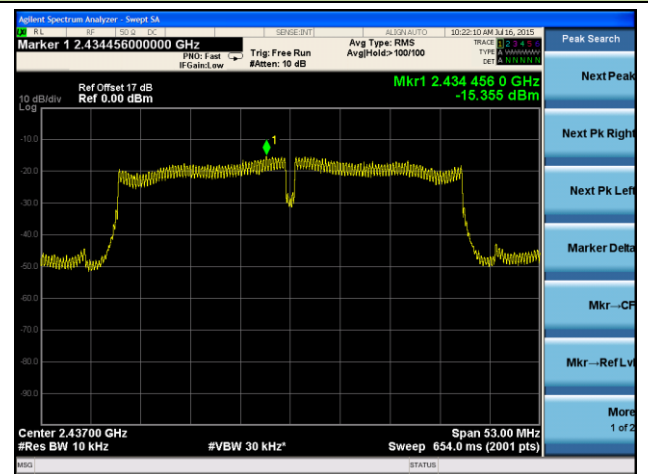 Agilent Spectrum Analyzer - Swept SA
RL RF 50 Ω DC SENSE:INT ALIGN AUTO 10:22:10 AM Jul 16, 2015
Marker 1 2.434456000000 GHz
PNO: Fast
IFGain:Low
Trig: Free Run
#Atten: 10 dB
Avg Type: RMS
Avg|Hold:>100/100
TRACE 1 2 3 4 5 6
TYPE A WWWWW
DET A N N N N N
Peak Search
Ref Offset 17 dB
10 dB/div Ref 0.00 dBm
Log
Mkr1 2.434 456 0 GHz
-15.355 dBm
Next Peak
1
-10.0
Next Pk Right
-20.0
Next Pk Left
-30.0
-40.0
Marker Delta
-50.0
-60.0
Mkr→CF
-70.0
Mkr→Ref Lvl
-80.0
-90.0
More
1 of 2
Center 2.43700 GHz Span 53.00 MHz
#Res BW 10 kHz #VBW 30 kHz* Sweep 654.0 ms (2001 pts)
MSG STATUS